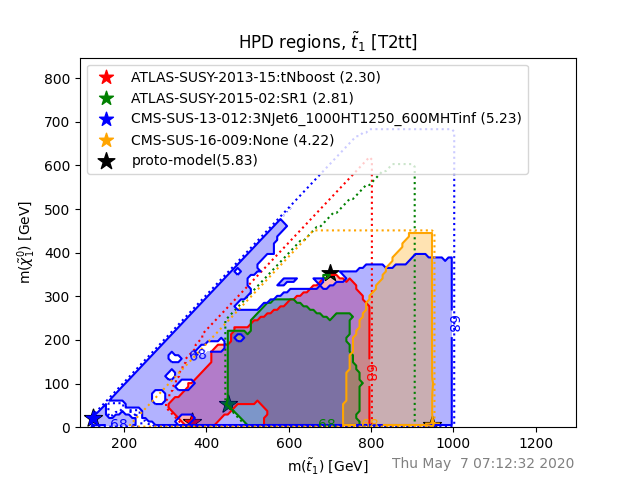 HPD regions, t̃₁ [T2tt]
ATLAS-SUSY-2013-15:tNboost (2.30)
ATLAS-SUSY-2015-02:SR1 (2.81)
CMS-SUS-13-012:3NJet6_1000HT1250_600MHTinf (5.23)
CMS-SUS-16-009:None (4.22)
proto-model(5.83)
m(χ̃₁⁰) [GeV]
800
700
600
500
400
300
200
100
0
68
68
68
68
89
200
400
600
800
1000
1200
m(t̃₁) [GeV]
Thu May 7 07:12:32 2020